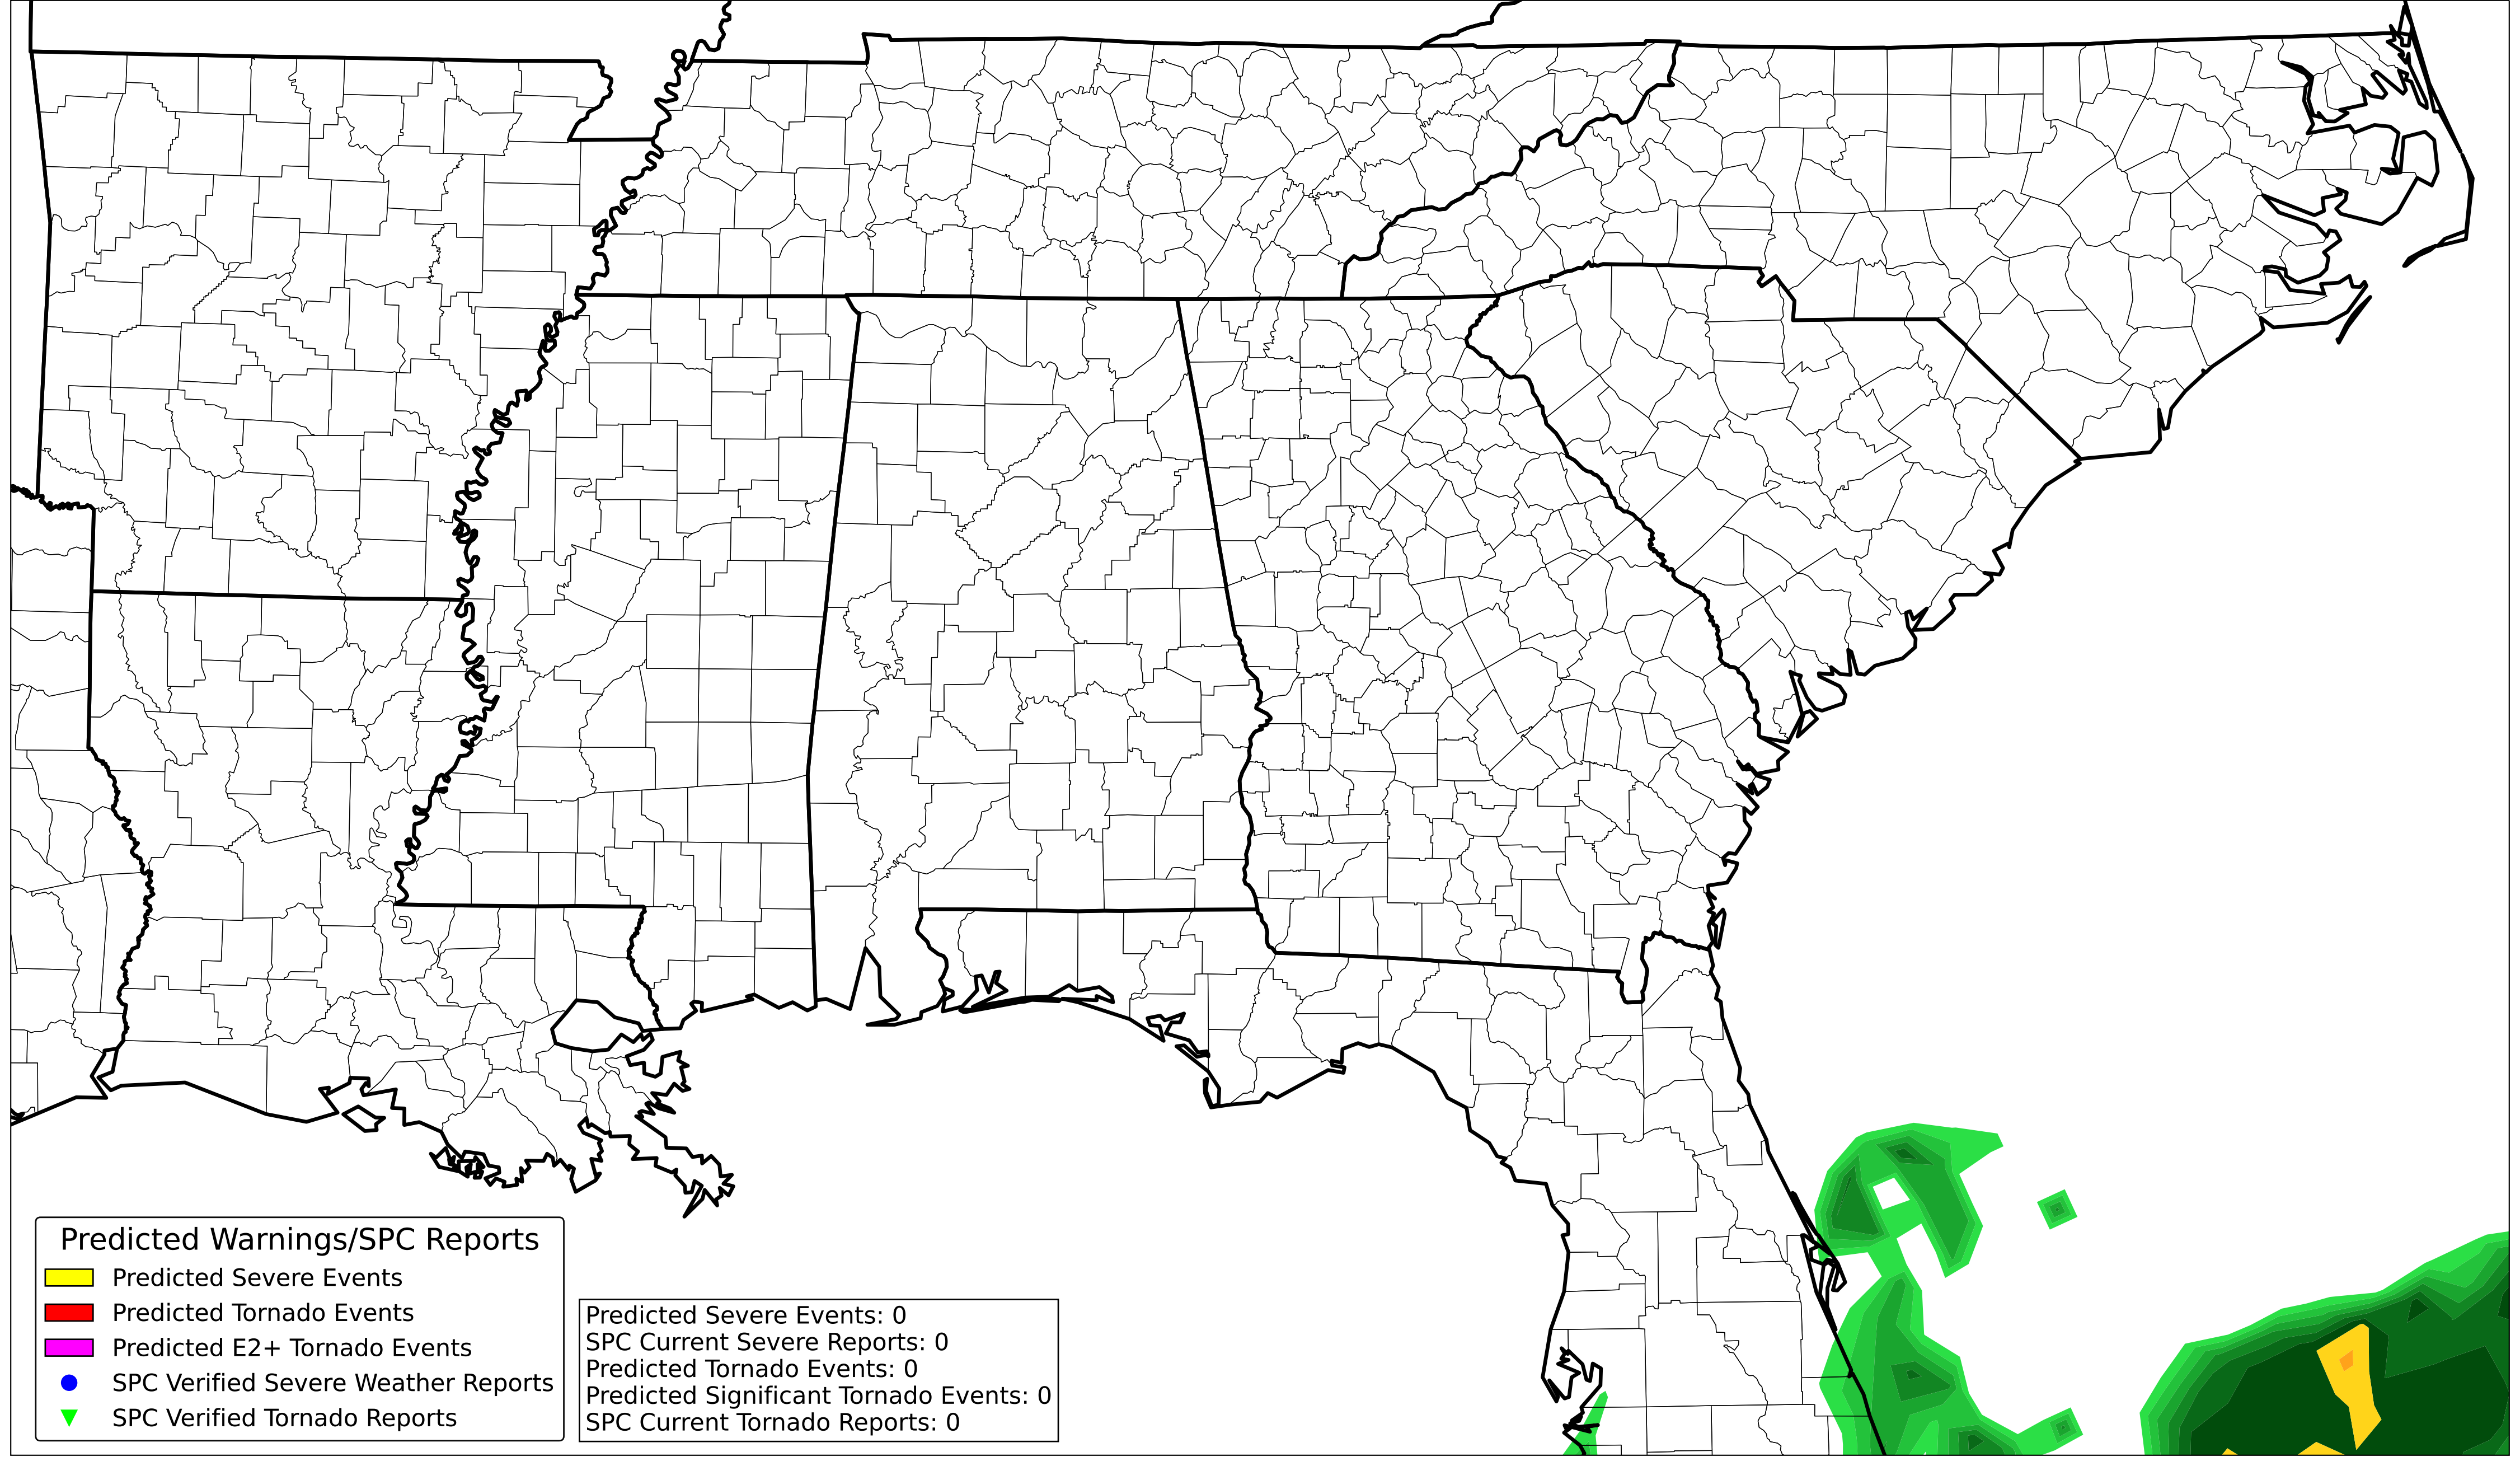 Predicted Warnings/SPC Reports
Predicted Severe Events
Predicted Tornado Events
Predicted E2+ Tornado Events
SPC Verified Severe Weather Reports
SPC Verified Tornado Reports
Predicted Severe Events: 0
SPC Current Severe Reports: 0
Predicted Tornado Events: 0
Predicted Significant Tornado Events: 0
SPC Current Tornado Reports: 0